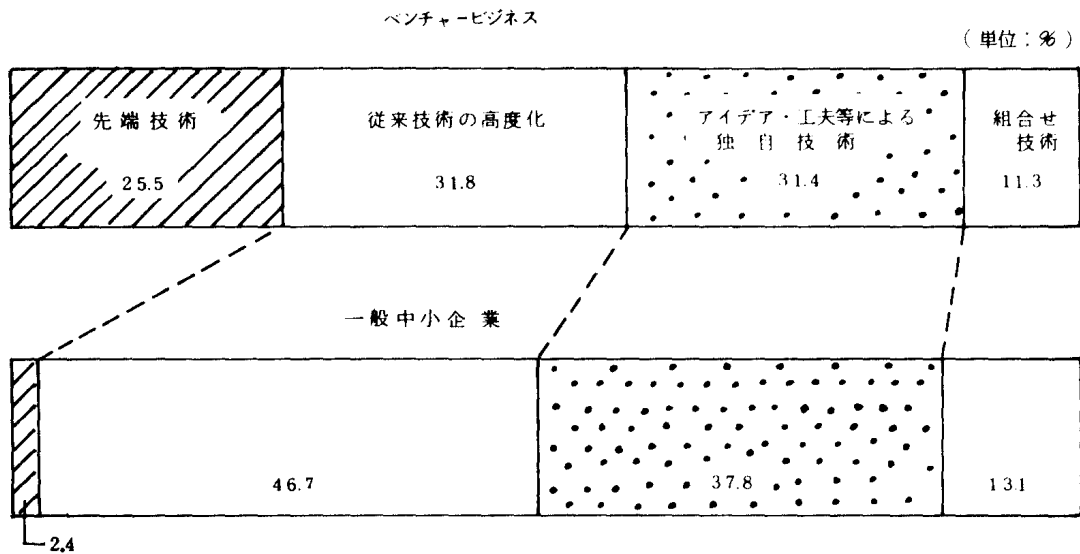 ベンチャービジネス
(単位:%)
先端技術
25.5
従来技術の高度化
31.8
アイデア・工夫等による
独自技術
31.4
組合せ
技術
11.3
一般中小企業
46.7
37.8
13.1
2.4